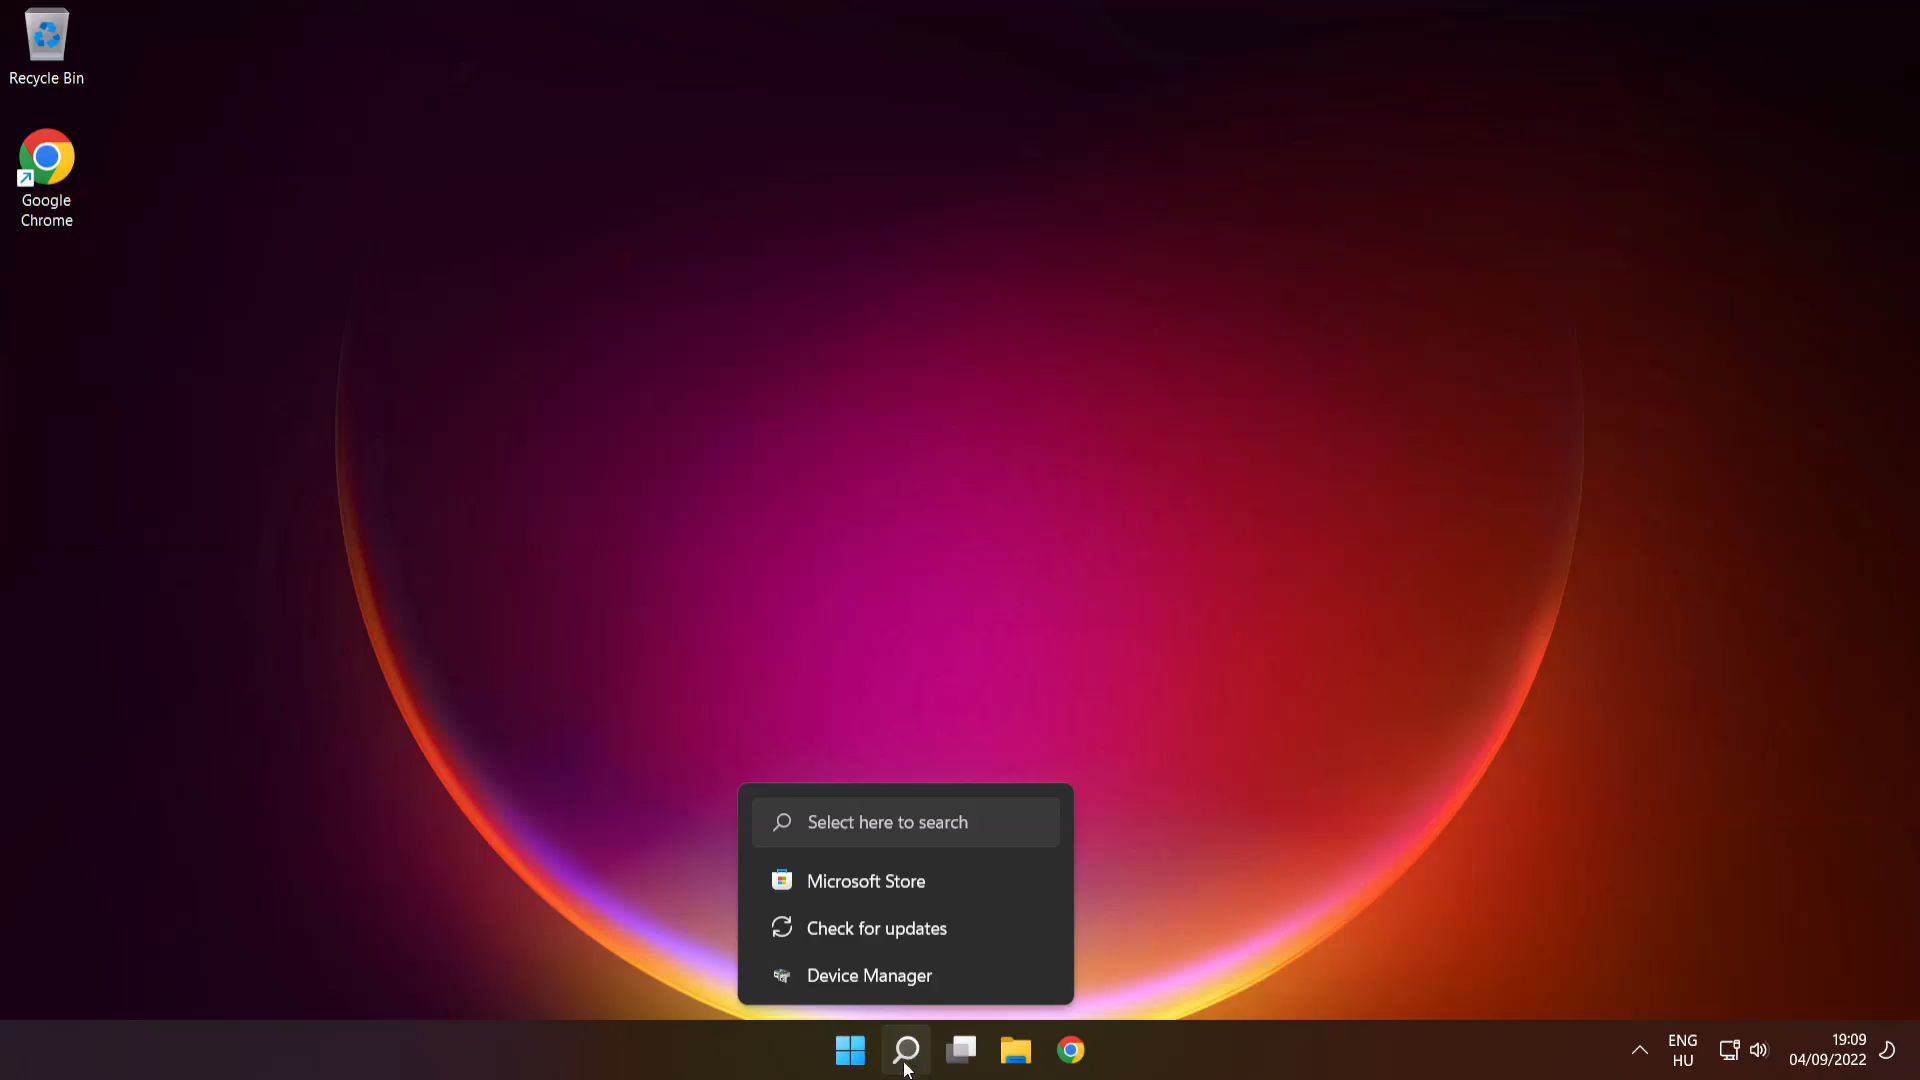 Recycle Bin
Google
Chrome
Select here to search
Microsoft Store
Check for updates
Device Manager
ENG
HU
19:09
04/09/2022